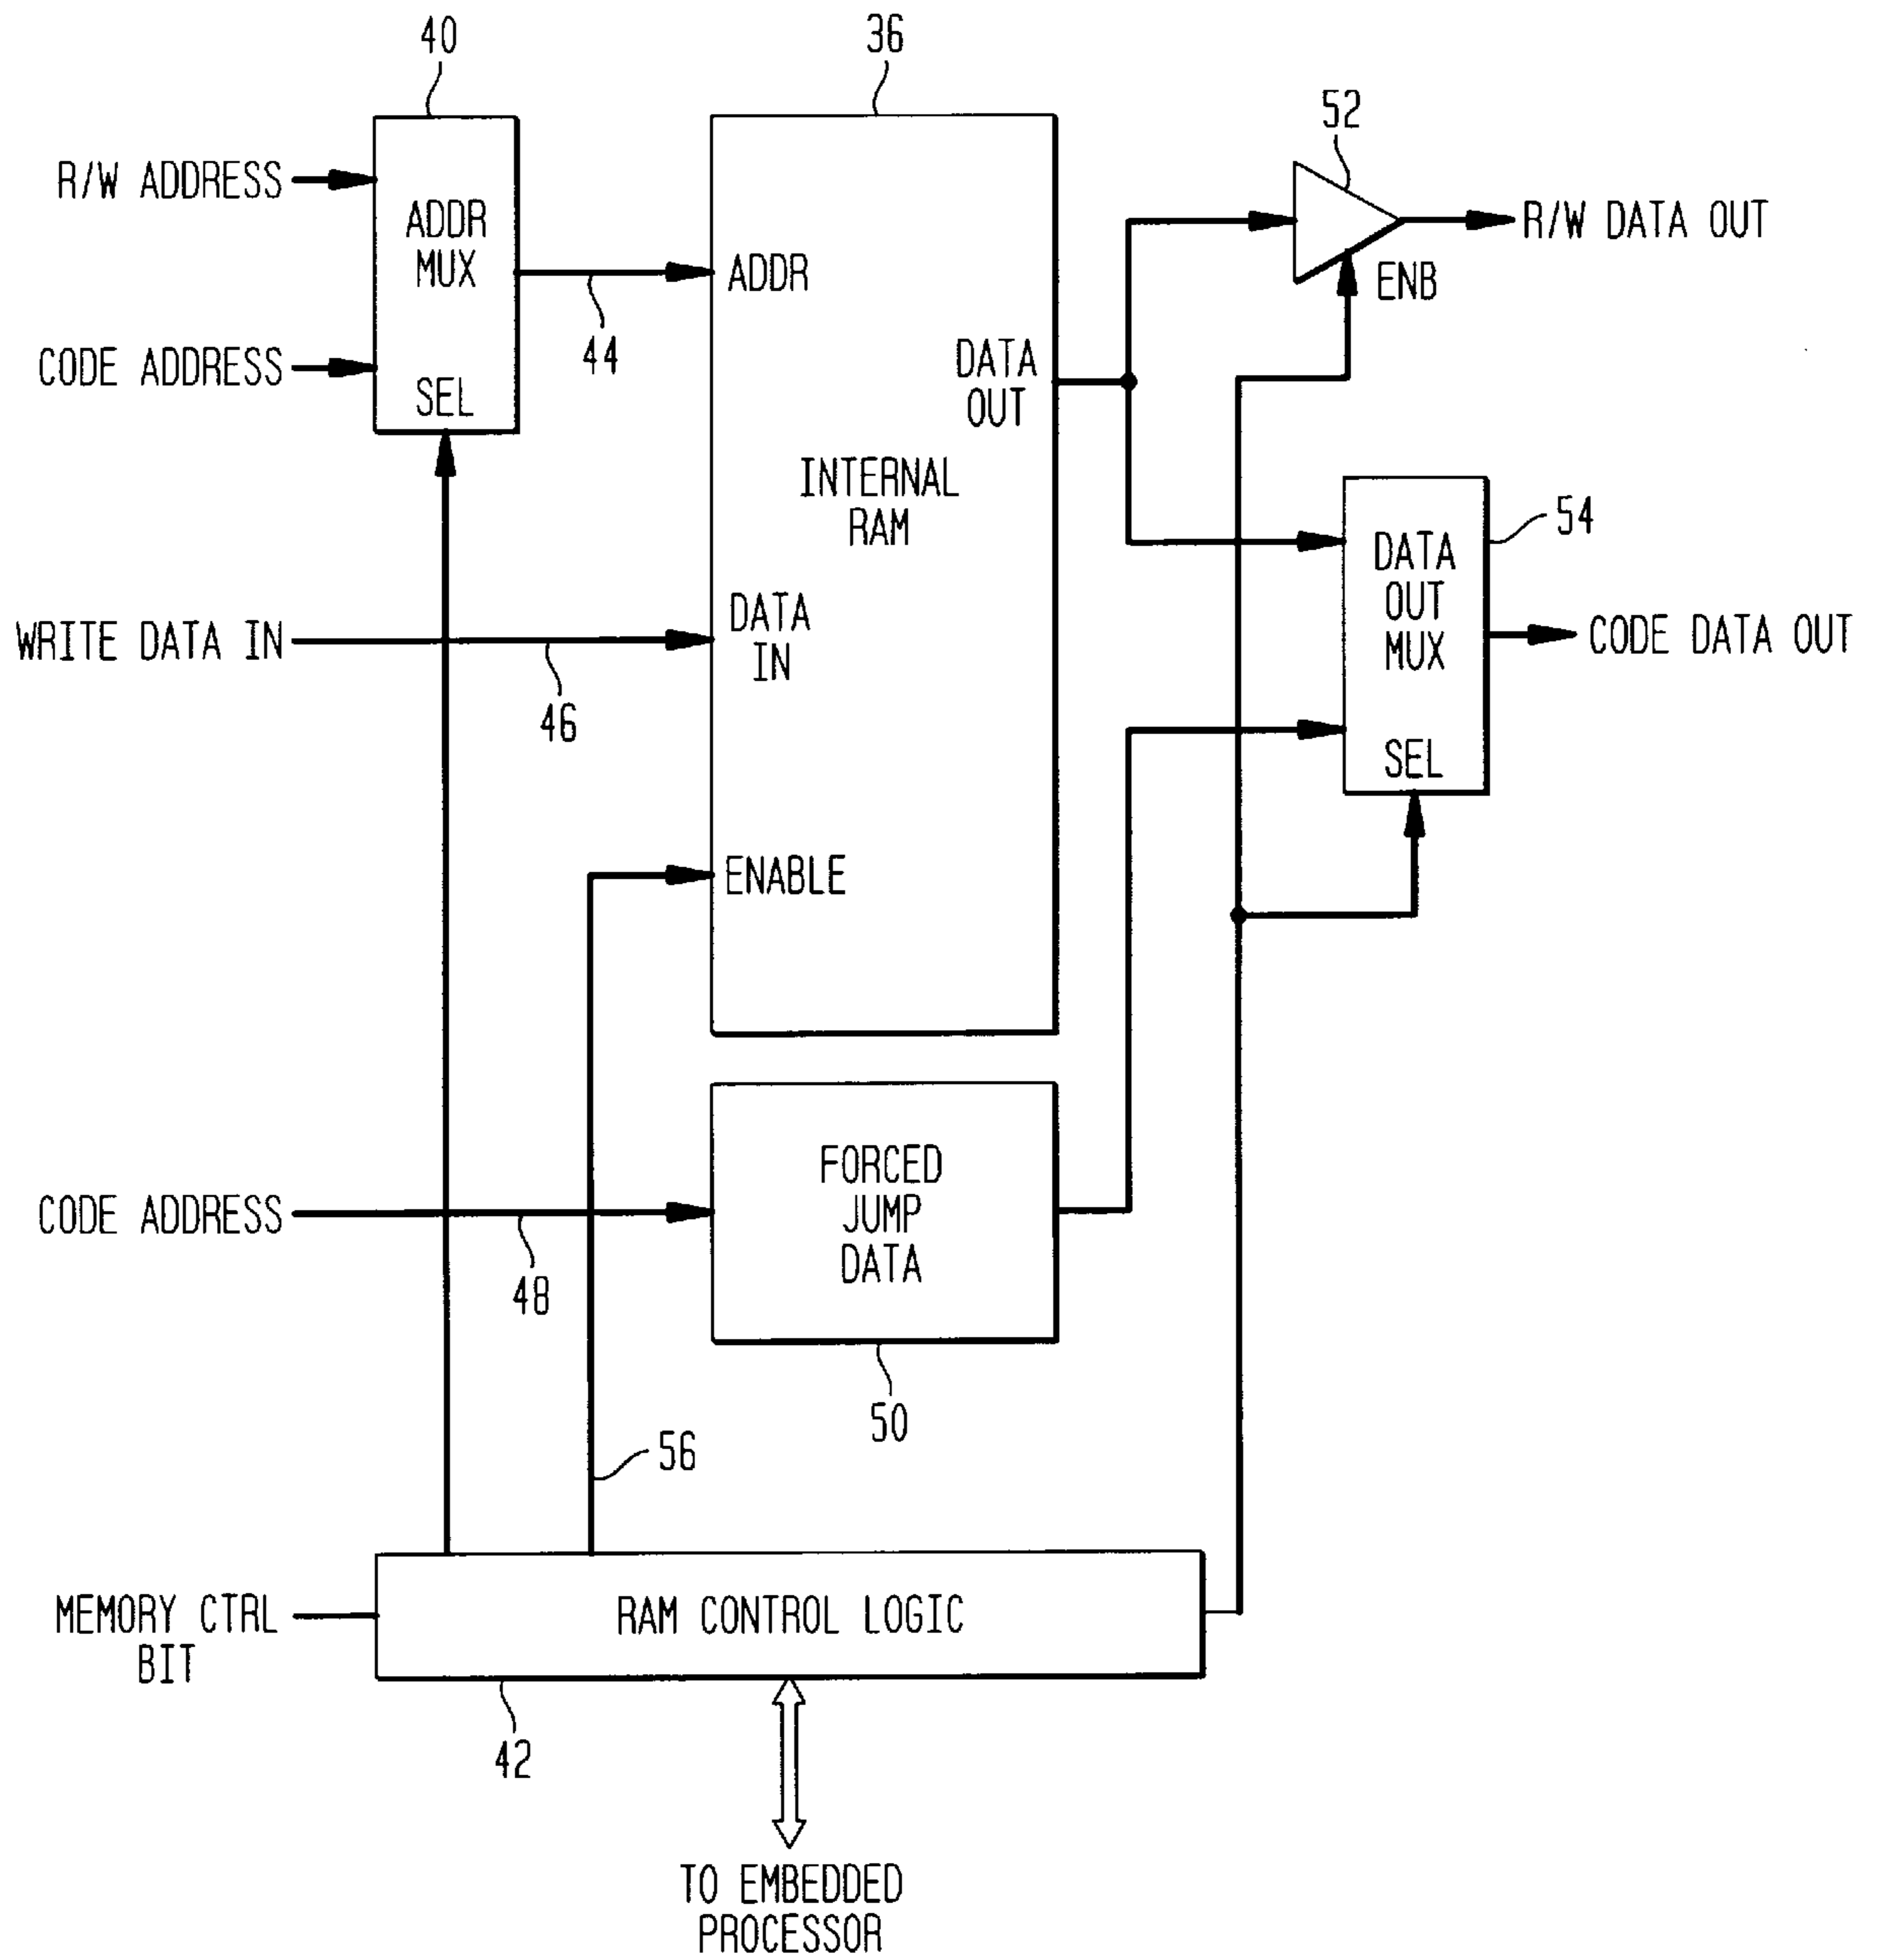 40
36
52
R/W ADDRESS
ADDR
MUX
R/W DATA OUT
ADDR
ENB
44
CODE ADDRESS
SEL
DATA
OUT
INTERNAL
RAM
54
DATA
OUT
MUX
SEL
WRITE DATA IN
DATA
IN
CODE DATA OUT
46
ENABLE
CODE ADDRESS
FORCED
JUMP
DATA
48
50
56
MEMORY CTRL
BIT
RAM CONTROL LOGIC
42
TO EMBEDDED
PROCESSOR